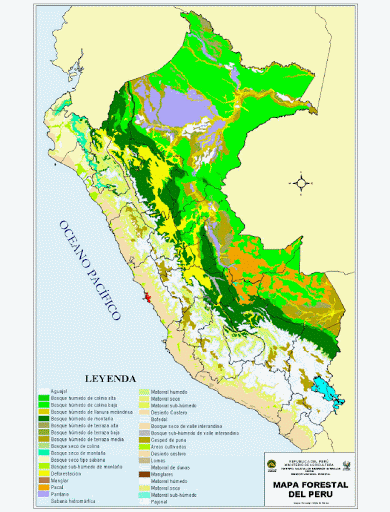 OCEANO PACÍFICO
LEYENDA
Aguajal
Bosque húmedo de colina alta
Bosque húmedo de colina baja
Bosque húmedo de llanura meándrica
Bosque húmedo de montaña
Bosque húmedo de terraza alta
Bosque húmedo de terraza baja
Bosque húmedo de terraza media
Bosque seco de colina
Bosque seco de montaña
Bosque seco tipo sabana
Bosque sub-húmedo de montaña
Deforestación
Manglar
Pacal
Pantano
Sabana hidromórfica
Matorral húmedo
Matorral seco
Matorral sub-húmedo
Desierto Costero
Bofedal
Bosque seco de valle interandino
Bosque sub-húmedo de valle interandino
Césped de puna
Areas cultivadas
Desierto costero
Lomas
Matorral de dunas
Manglares
Matorral húmedo
Matorral seco
Matorral sub-húmedo
Pajonal
REPUBLICA DEL PERU
MINISTERIO DE AGRICULTURA
MAPA FORESTAL
DEL PERU